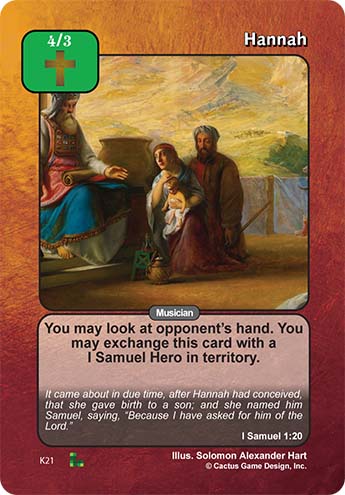 4/3
Hannah
Musician
You may look at opponent's hand. You
may exchange this card with a
I Samuel Hero in territory.
It came about in due time, after Hannah had conceived,
that she gave birth to a son; and she named him
Samuel, saying, "Because I have asked for him of the
Lord."
I Samuel 1:20
Illus. Solomon Alexander Hart
K21
© Cactus Game Design, Inc.